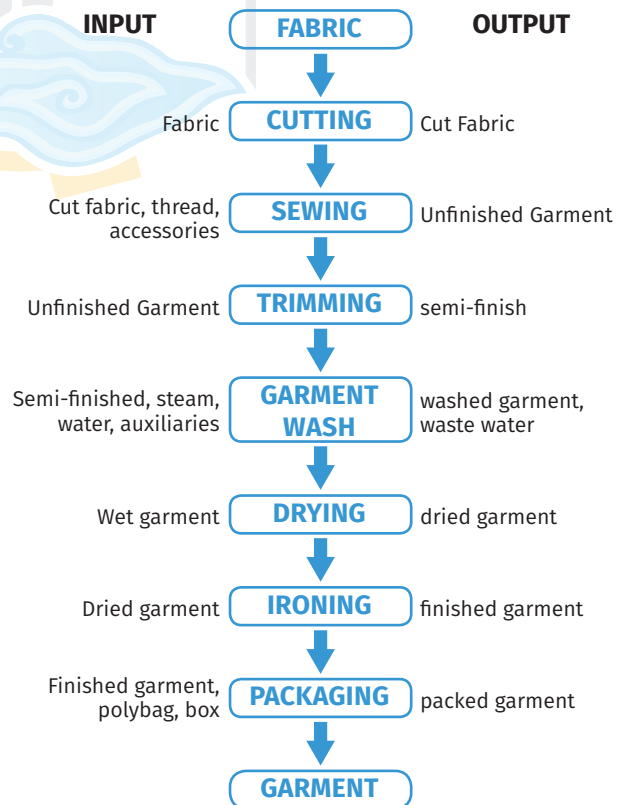 INPUT
FABRIC
OUTPUT
Fabric
CUTTING
Cut Fabric
Cut fabric, thread,
accessories
SEWING
Unfinished Garment
Unfinished Garment
TRIMMING
semi-finish
Semi-finished, steam,
water, auxiliaries
GARMENT
WASH
washed garment,
waste water
Wet garment
DRYING
dried garment
Dried garment
IRONING
finished garment
Finished garment,
polybag, box
PACKAGING
packed garment
GARMENT